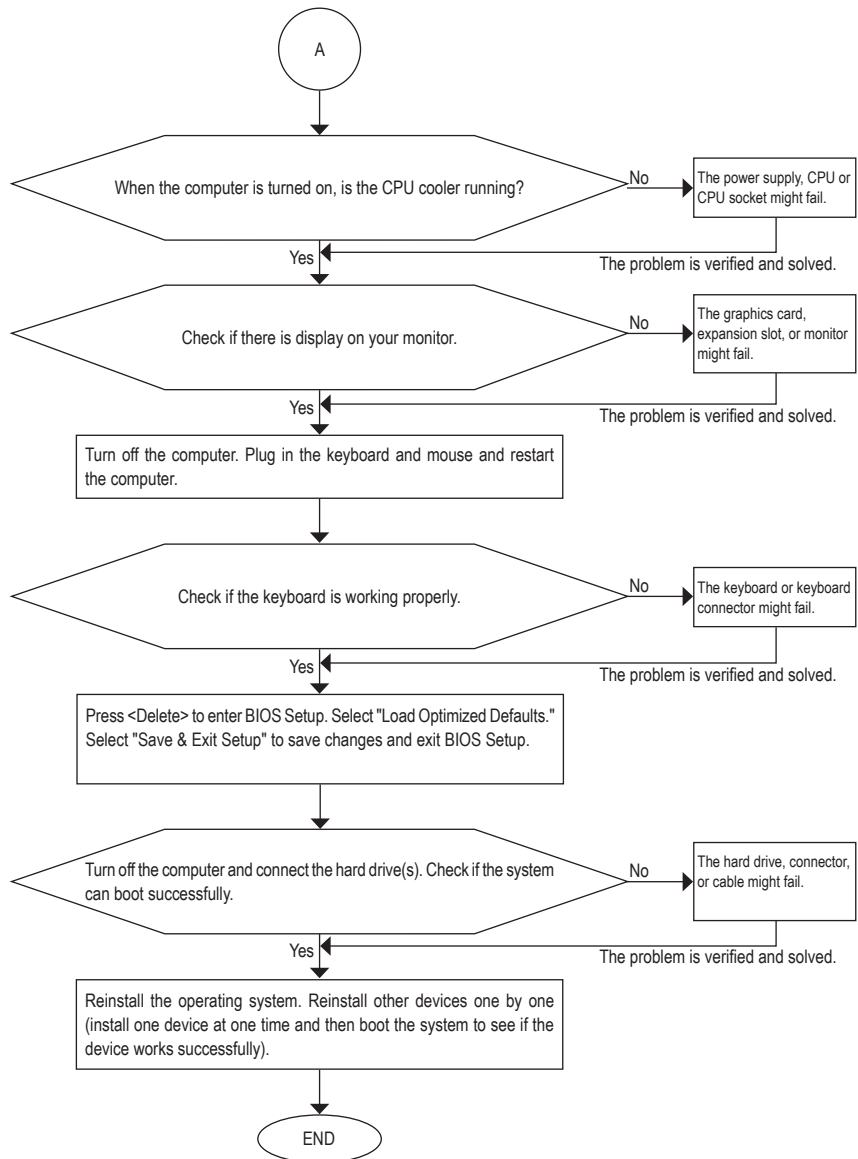 A
When the computer is turned on, is the CPU cooler running?
No
The power supply, CPU or
CPU socket might fail.
Yes
The problem is verified and solved.
Check if there is display on your monitor.
No
The graphics card,
expansion slot, or monitor
might fail.
Yes
The problem is verified and solved.
Turn off the computer. Plug in the keyboard and mouse and restart
the computer.
Check if the keyboard is working properly.
No
The keyboard or keyboard
connector might fail.
Yes
The problem is verified and solved.
Press <Delete> to enter BIOS Setup. Select "Load Optimized Defaults."
Select "Save & Exit Setup" to save changes and exit BIOS Setup.
Turn off the computer and connect the hard drive(s). Check if the system
can boot successfully.
No
The hard drive, connector,
or cable might fail.
Yes
The problem is verified and solved.
Reinstall the operating system. Reinstall other devices one by one
(install one device at one time and then boot the system to see if the
device works successfully).
END